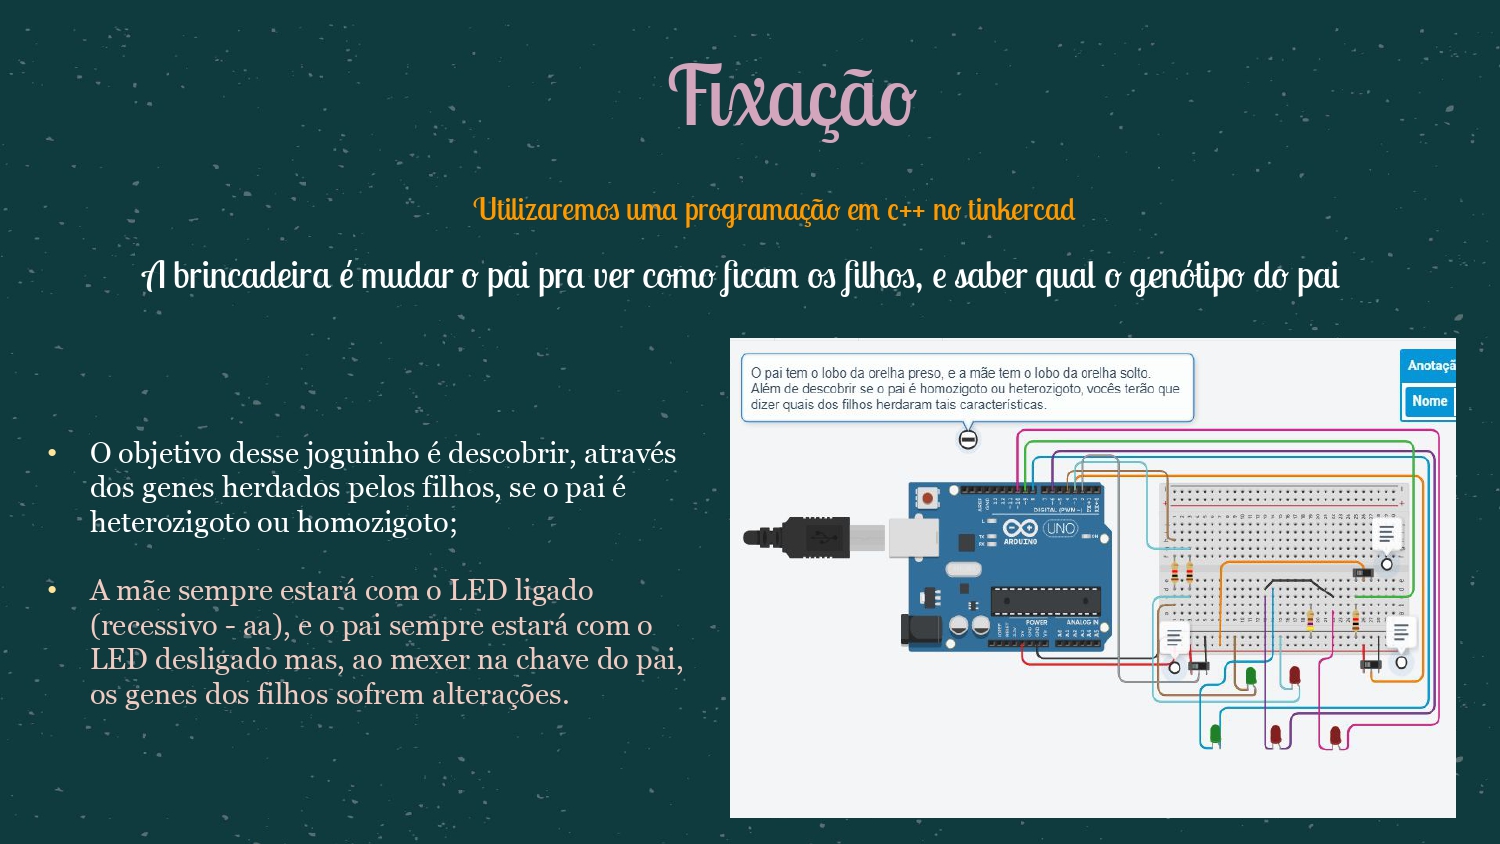 Fixação
Utilizaremos uma programação em c++ no tinkercad
A brincadeira é mudar o pai pra ver como ficam os filhos, e saber qual o genótipo do pai
• O objetivo desse joguinho é descobrir, através
dos genes herdados pelos filhos, se o pai é
heterozigoto ou homozigoto;
• A mãe sempre estará com o LED ligado
(recessivo - aa), e o pai sempre estará com o
LED desligado mas, ao mexer na chave do pai,
os genes dos filhos sofrem alterações.
O pai tem o lobo da orelha preso, e a mãe tem o lobo da orelha solto.
Além de descobrir se o pai é homozigoto ou heterozigoto, vocês terão que
dizer quais dos filhos herdaram tais características.
Anotaçã
Nome
DIGITAL (PWM ~)
UNO
ARDUINO
POWER
ANALOG IN